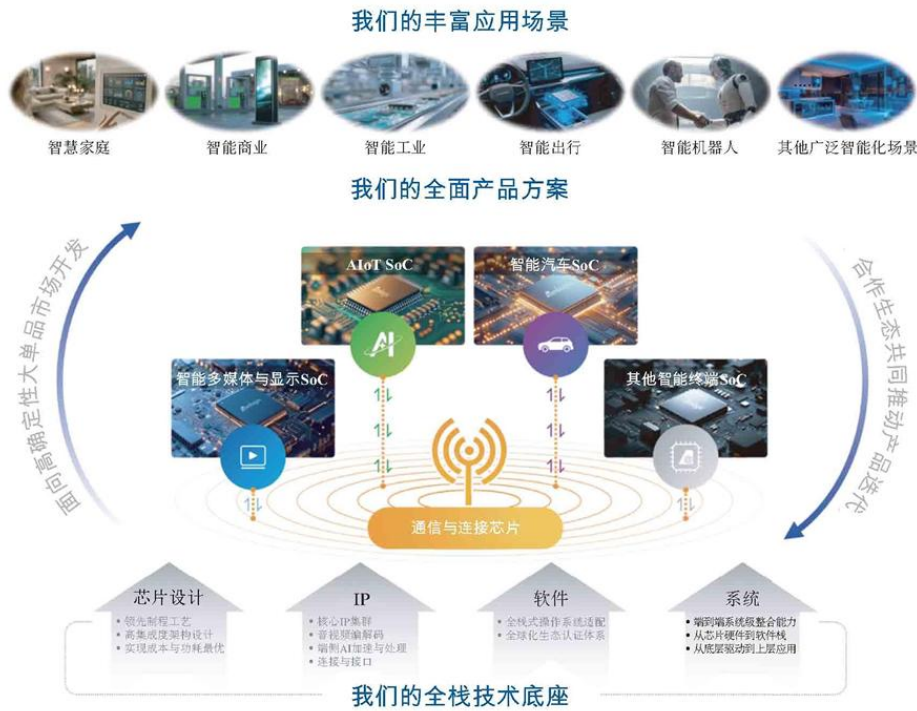 我们的丰富应用场景
智慧家庭
智能商业
智能工业
智能出行
智能机器人
其他广泛智能化场景
我们的全面产品方案
面向高确定性大单品市场开发
AIoT SoC
智能汽车SoC
合作生态共同推动产品迭代
AI
智能多媒体与显示SoC
其他智能终端SoC
通信与连接芯片
芯片设计
• 领先制程工艺
• 高集成度架构设计
• 实现成本与功耗最优
IP
• 核心IP集群
• 音视频编解码
• 端侧AI加速与处理
• 连接与接口
软件
• 全栈式操作系统适配
• 全球化生态认证体系
系统
• 端到端系统级整合能力
• 从芯片硬件到软件栈
• 从底层驱动到上层应用
我们的全栈技术底座